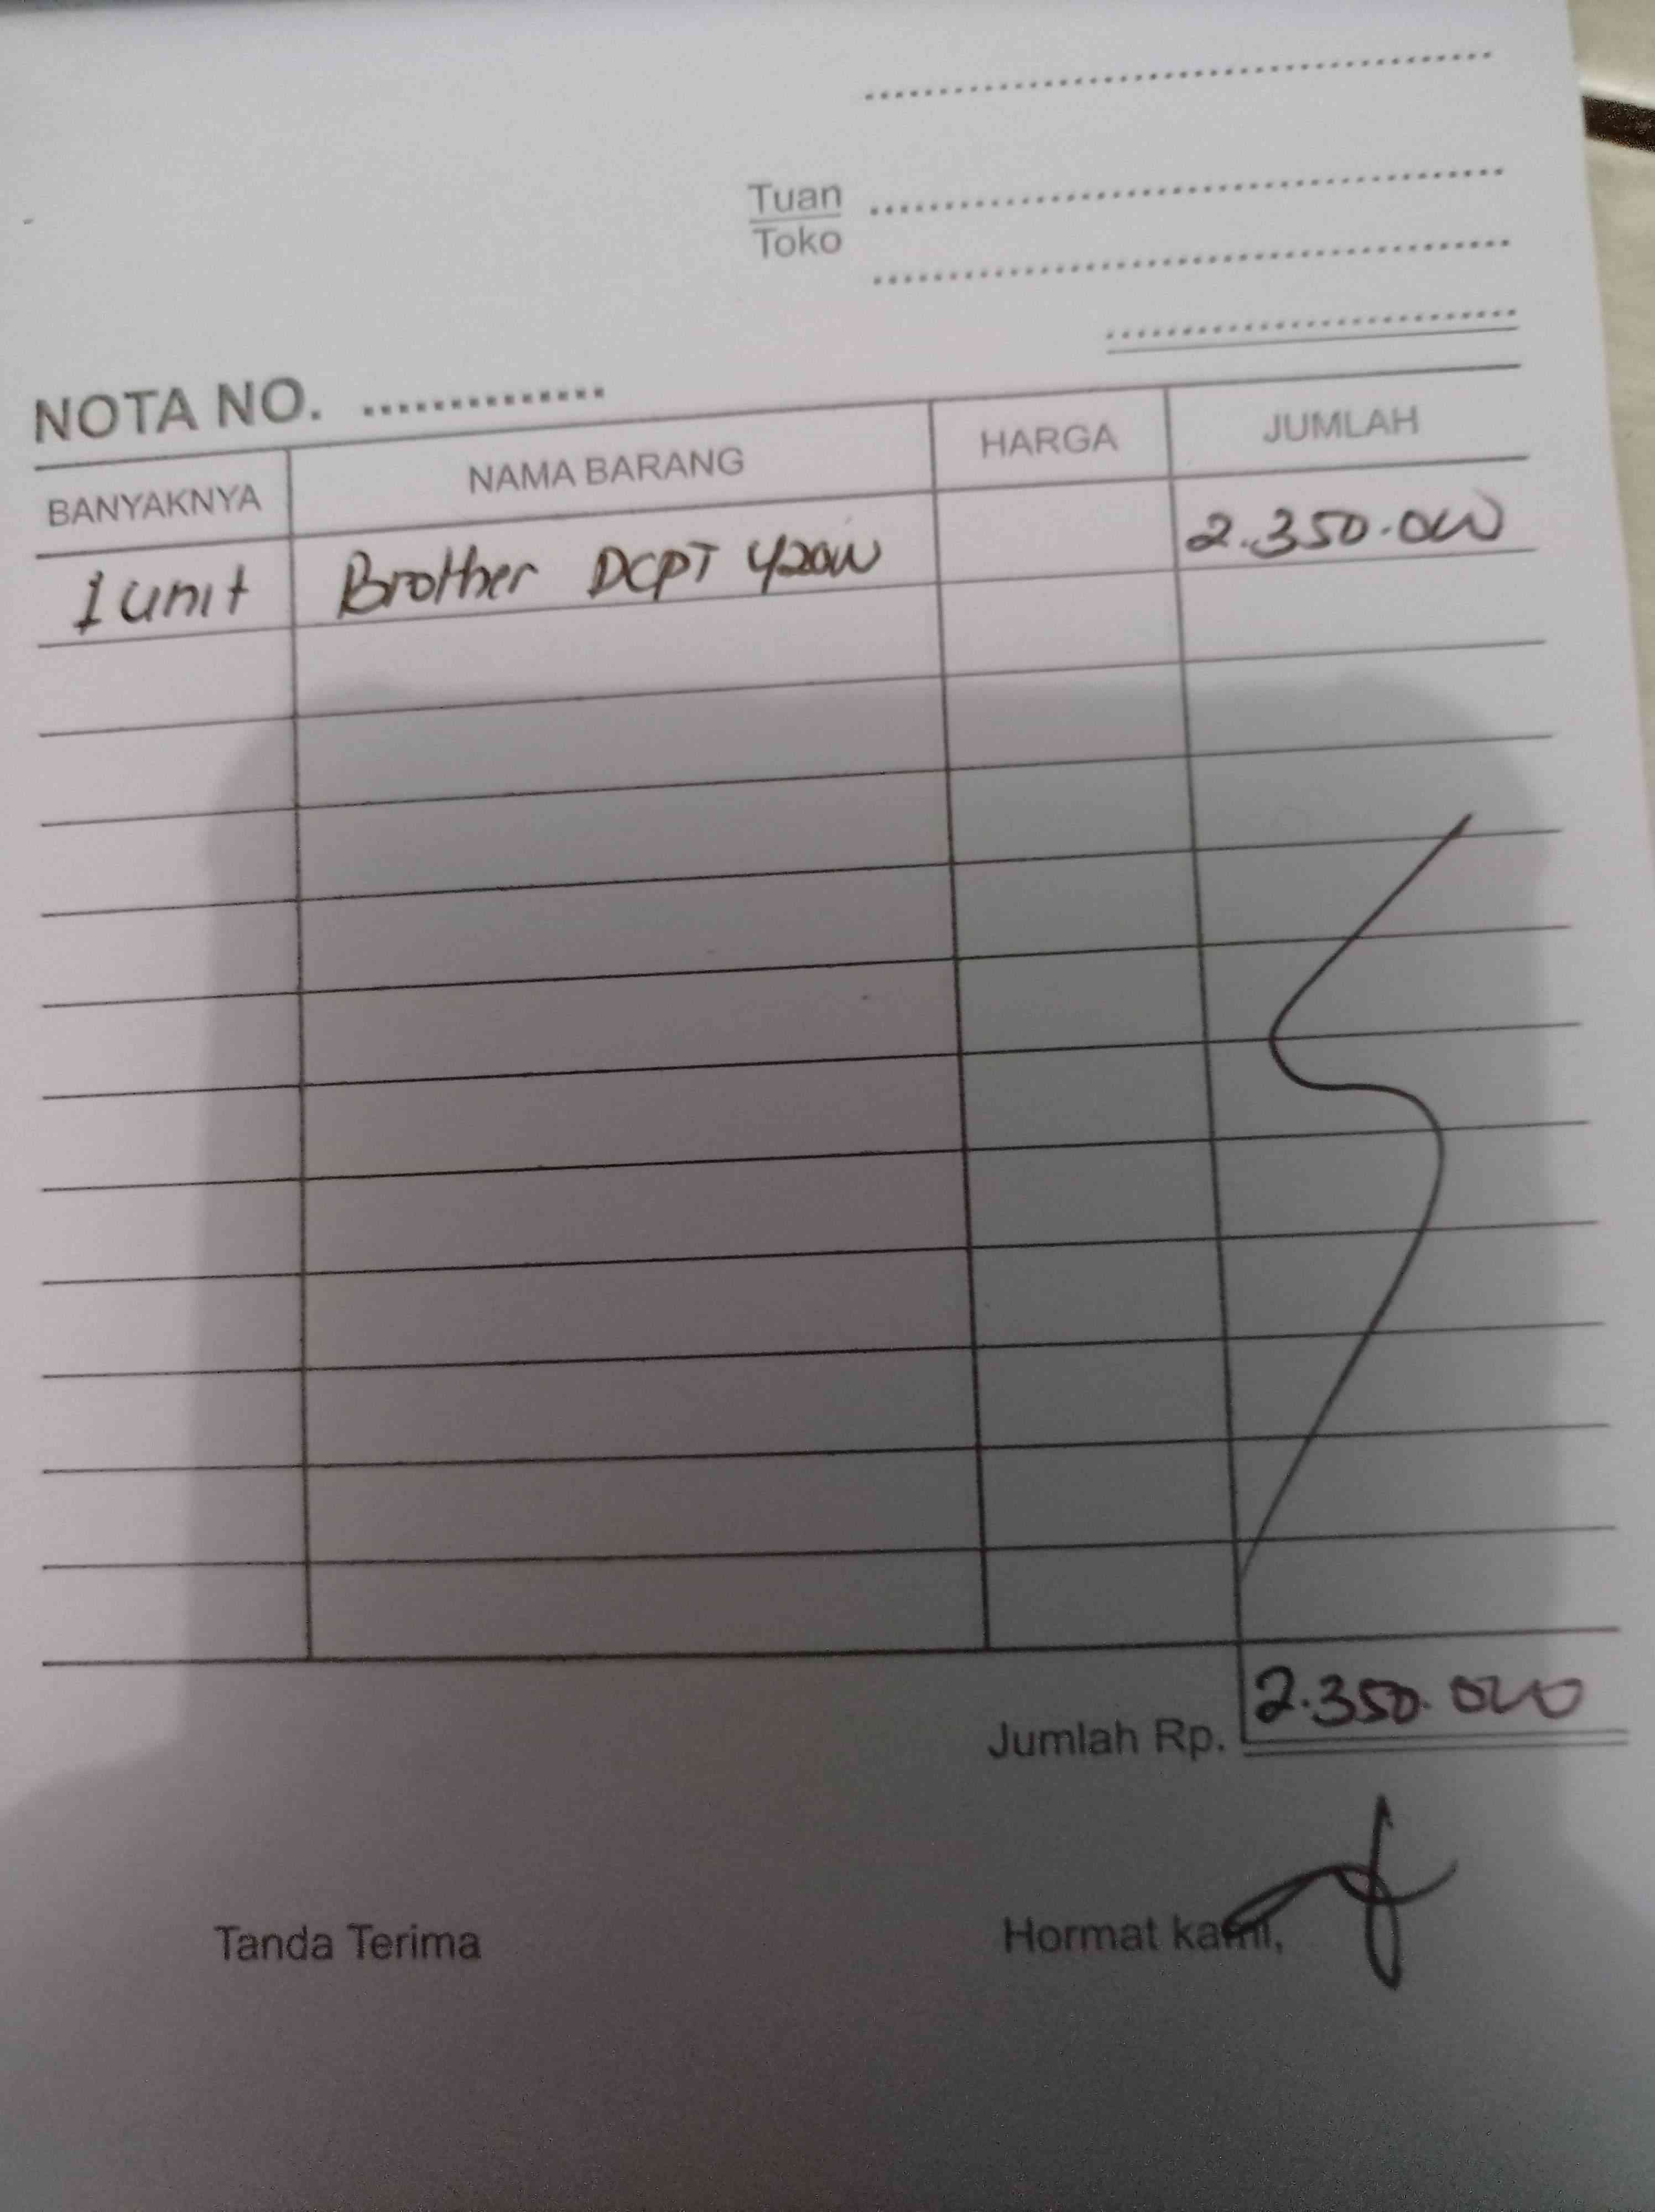 Tuan
Toko
NOTA NO.
BANYAKNYA NAMA BARANG HARGA JUMLAH
1 unit Brother DCPT 420W 2.350.000
Jumlah Rp. 2.350.000
Tanda Terima Hormat kami,